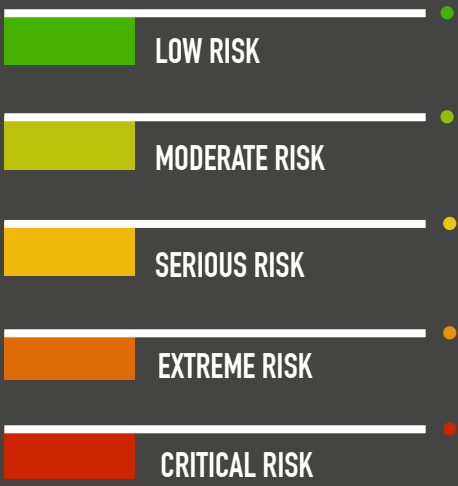 LOW RISK
MODERATE RISK
SERIOUS RISK
EXTREME RISK
CRITICAL RISK